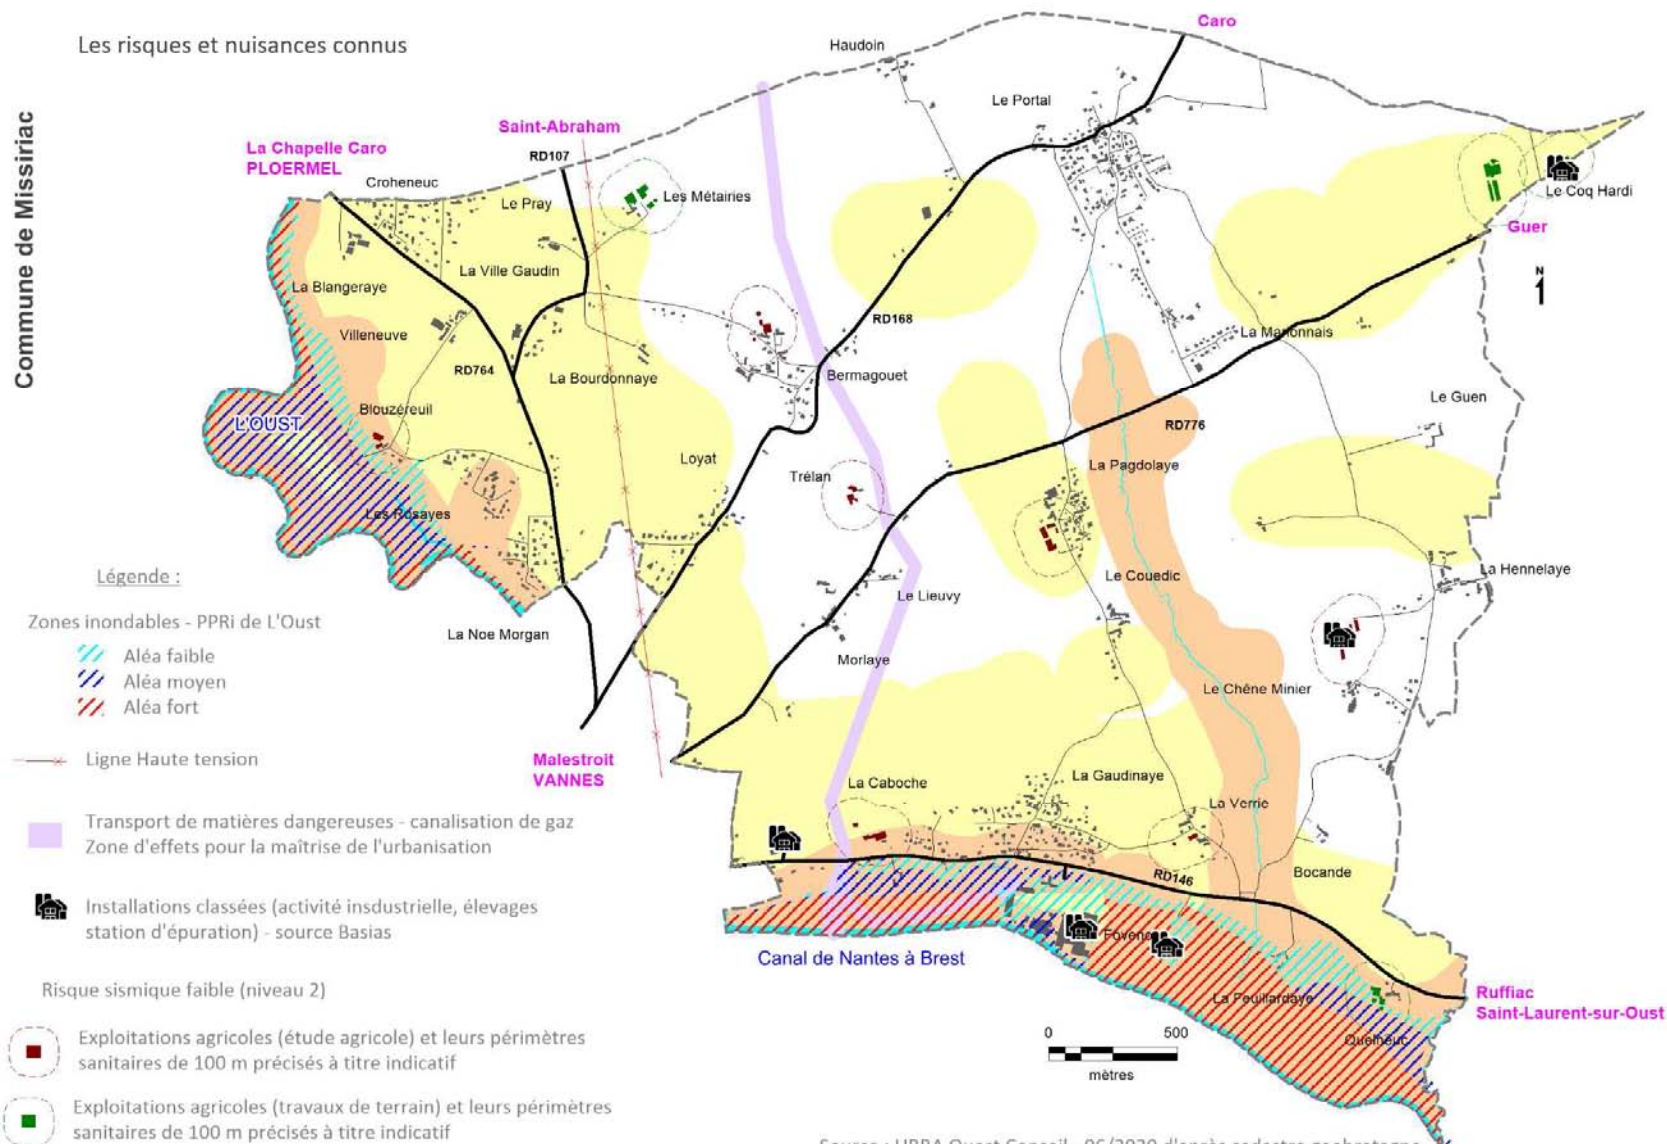 Les risques et nuisances connus
Commune de Missiriac
Caro
Haudoin
Le Portal
Saint-Abraham
RD107
La Chapelle Caro
PLOERMEL
Croheneuc
Le Pray
Les Métairies
Le Coq Hardi
Guer
N
La Ville Gaudin
La Blangeraye
Villeneuve
RD168
La Manonnais
RD764
La Bourdonnaye
Bermagouet
Le Guen
Blouzéreuil
L'OUST
RD776
Loyat
Trélan
La Pagdolaye
Les Rosayes
La Hennelaye
Le Couedic
Le Lieuvy
La Noe Morgan
Morlaye
Le Chêne Minier
Malestroit
VANNES
La Caboche
La Gaudinaye
La Verrie
Bocande
RD146
Canal de Nantes à Brest
La Feuillardaye
Quelneuc
Ruffiac
Saint-Laurent-sur-Oust
0 500
mètres
Légende :
Zones inondables - PPRi de L'Oust
Aléa faible
Aléa moyen
Aléa fort
Ligne Haute tension
Transport de matières dangereuses - canalisation de gaz
Zone d'effets pour la maîtrise de l'urbanisation
Installations classées (activité insdustrielle, élevages
station d'épuration) - source Basias
Risque sismique faible (niveau 2)
Exploitations agricoles (étude agricole) et leurs périmètres
sanitaires de 100 m précisés à titre indicatif
Exploitations agricoles (travaux de terrain) et leurs périmètres
sanitaires de 100 m précisés à titre indicatif